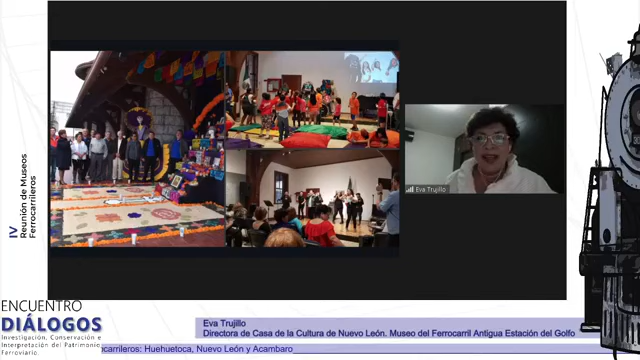 IV
Reunión de Museos
Ferrocarrileros
Eva Trujillo
ENCUENTRO
DIÁLOGOS
Investigación, Conservación e
Interpretación del Patrimonio
Ferroviario.
Eva Trujillo
Directora de Casa de la Cultura de Nuevo León. Museo del Ferrocarril Antigua Estación del Golfo
ocarrileros: Huehuetoca, Nuevo León y Acambaro